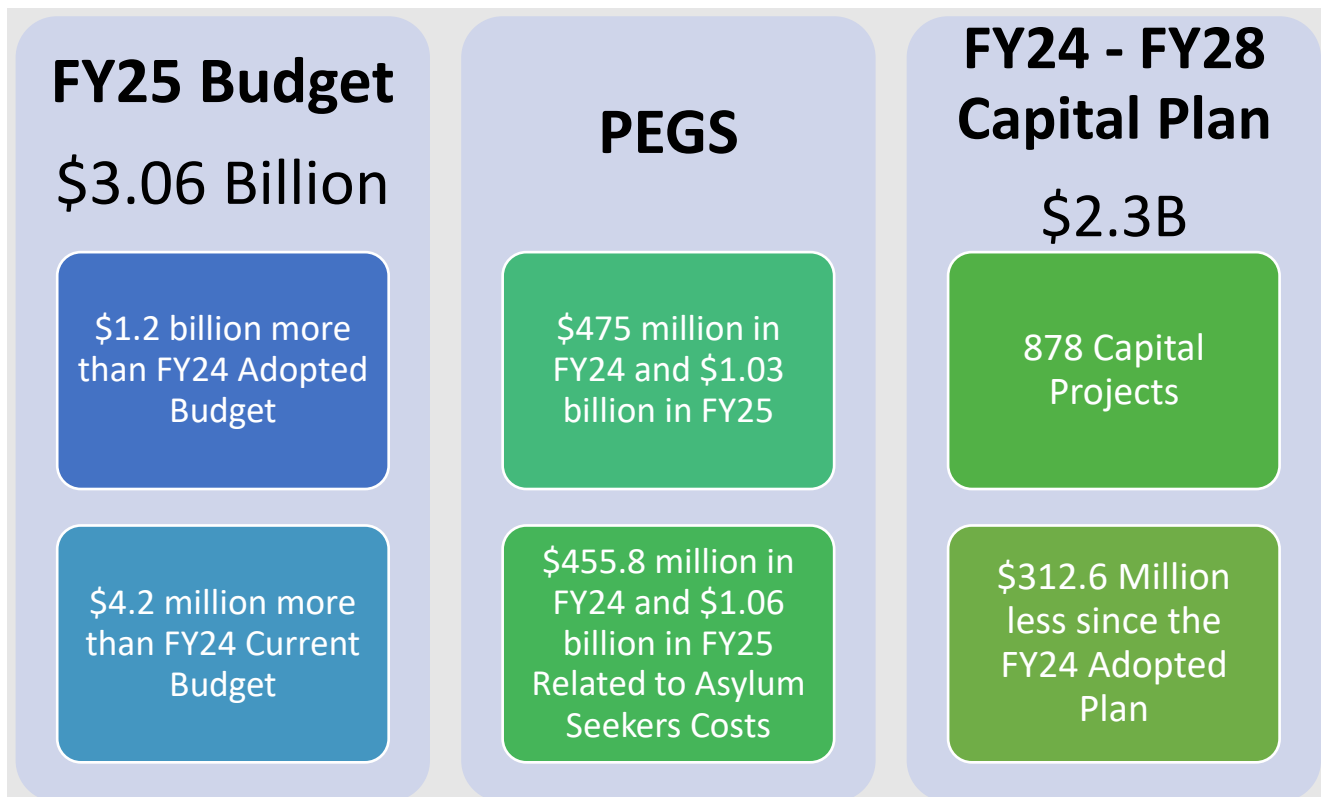 FY25 Budget
$3.06 Billion
$1.2 billion more
than FY24 Adopted
Budget
$4.2 million more
than FY24 Current
Budget
PEGS
$475 million in
FY24 and $1.03
billion in FY25
$455.8 million in
FY24 and $1.06
billion in FY25
Related to Asylum
Seekers Costs
FY24 - FY28
Capital Plan
$2.3B
878 Capital
Projects
$312.6 Million
less since the
FY24 Adopted
Plan